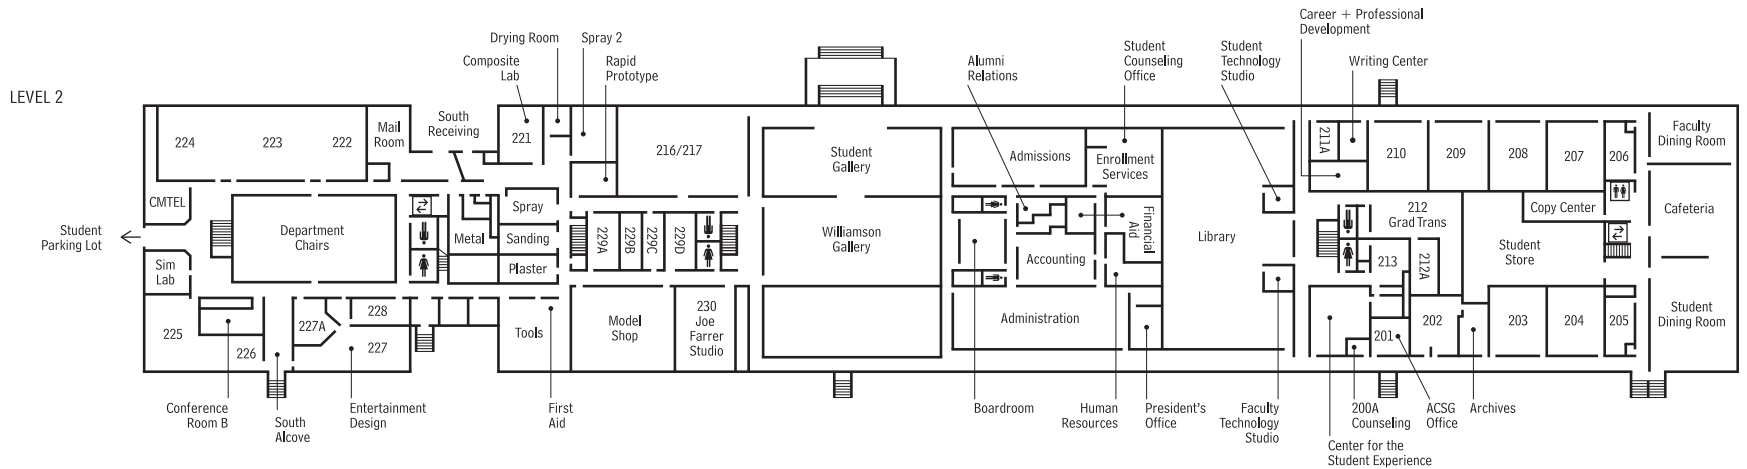 LEVEL 2
Career + Professional
Development
Drying Room
Spray 2
Composite
Lab
Rapid
Prototype
Alumni
Relations
Student
Counseling
Office
Student
Technology
Studio
Writing Center
224
223
222
Mail
Room
South
Receiving
221
216/217
Student
Gallery
Admissions
Enrollment
Services
211A
210
209
208
207
206
Faculty
Dining Room
CMTEL
Student
Parking Lot
Department
Chairs
Metal
Spray
Sanding
Plaster
229A
229B
229C
229D
Williamson
Gallery
Financial
Aid
Accounting
Library
212
Grad Trans
Copy Center
Cafeteria
Student
Store
213
212A
Sim
Lab
225
226
227A
228
227
Tools
Model
Shop
230
Joe
Farrer
Studio
Administration
201
202
203
204
205
Student
Dining Room
Conference
Room B
South
Alcove
Entertainment
Design
First
Aid
Boardroom
Human
Resources
President's
Office
Faculty
Technology
Studio
200A
Counseling
ACSG
Office
Archives
Center for the
Student Experience